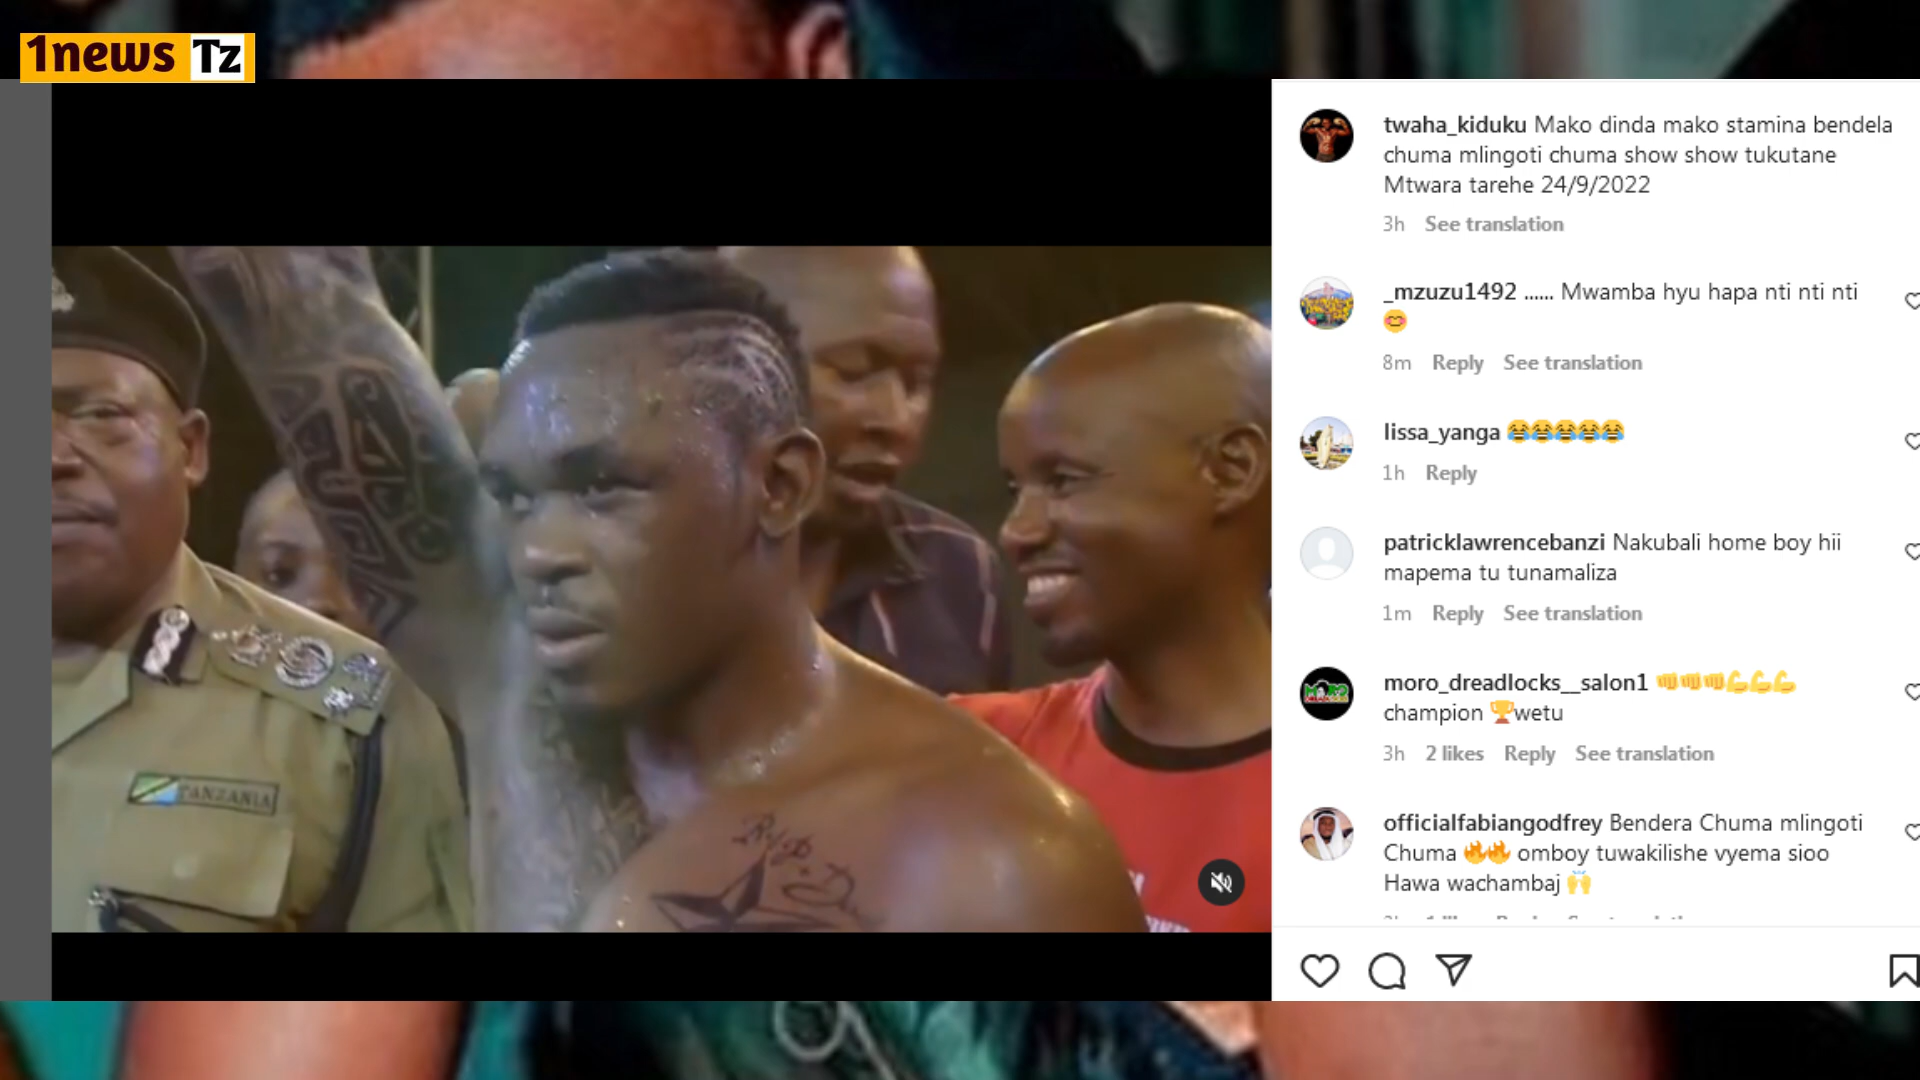 1news Tz
twaha_kiduku Mako dinda mako stamina bendela
chuma mlingoti chuma show show tukutane
Mtwara tarehe 24/9/2022
3h See translation
_mzuzu1492 ...... Mwamba hyu hapa nti nti nti
😊
8m Reply See translation
lissa_yanga 😂😂😂😂😂
1h Reply
patricklawrencebanzi Nakubali home boy hii
mapema tu tunamaliza
1m Reply See translation
moro_dreadlocks__salon1 👊👊👊💪💪💪
champion 🏆wetu
3h 2 likes Reply See translation
officialfabiangodfrey Bendera Chuma mlingoti
Chuma 🔥🔥 omboy tuwakilishe vyema sioo
Hawa wachambaj 🙌
TANZANIA